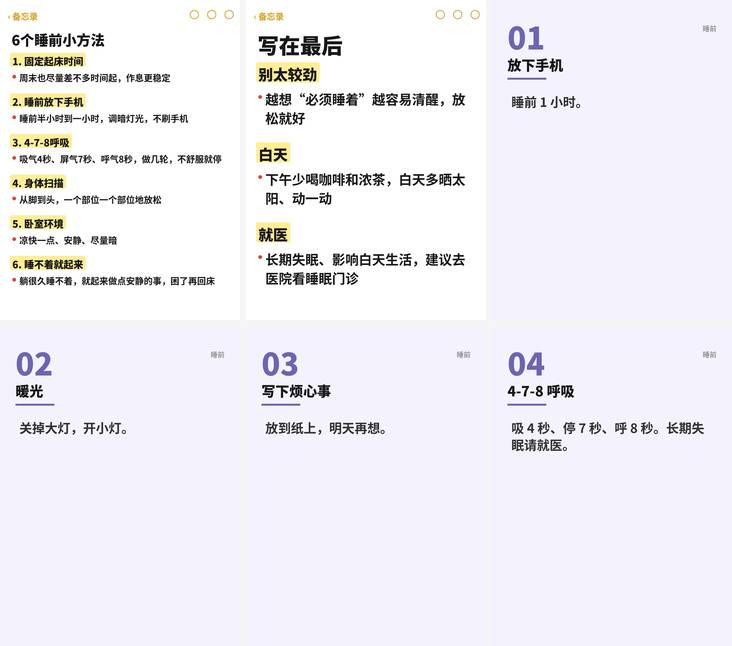 ‹ 备忘录
6个睡前小方法
1. 固定起床时间
• 周末也尽量差不多时间起，作息更稳定
2. 睡前放下手机
• 睡前半小时到一小时，调暗灯光，不刷手机
3. 4-7-8呼吸
• 吸气4秒、屏气7秒、呼气8秒，做几轮，不舒服就停
4. 身体扫描
• 从脚到头，一个部位一个部位地放松
5. 卧室环境
• 凉快一点、安静、尽量暗
6. 睡不着就起来
• 躺很久睡不着，就起来做点安静的事，困了再回床
‹ 备忘录
写在最后
别太较劲
• 越想“必须睡着”越容易清醒，放
松就好
白天
• 下午少喝咖啡和浓茶，白天多晒太
阳、动一动
就医
• 长期失眠、影响白天生活，建议去
医院看睡眠门诊
01
睡前
放下手机
睡前 1 小时。
02
睡前
暖光
关掉大灯，开小灯。
03
睡前
写下烦心事
放到纸上，明天再想。
04
睡前
4-7-8 呼吸
吸 4 秒、停 7 秒、呼 8 秒。长期失
眠请就医。